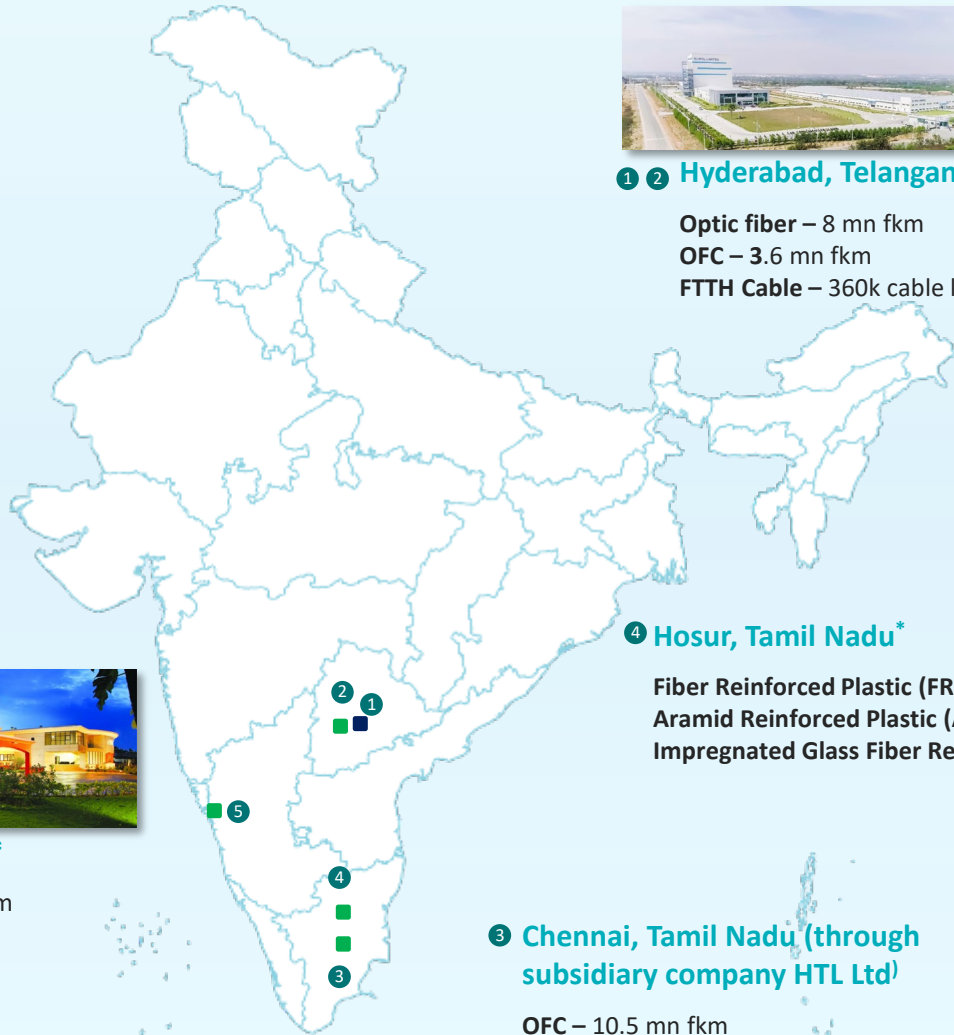 1 2 Hyderabad, Telangan
Optic fiber – 8 mn fkm
OFC – 3.6 mn fkm
FTTH Cable – 360k cable
4 Hosur, Tamil Nadu*
Fiber Reinforced Plastic (FR
Aramid Reinforced Plastic (
Impregnated Glass Fiber Re
2
1
5
4
3
m
3 Chennai, Tamil Nadu (through
subsidiary company HTL Ltd)
OFC – 10.5 mn fkm